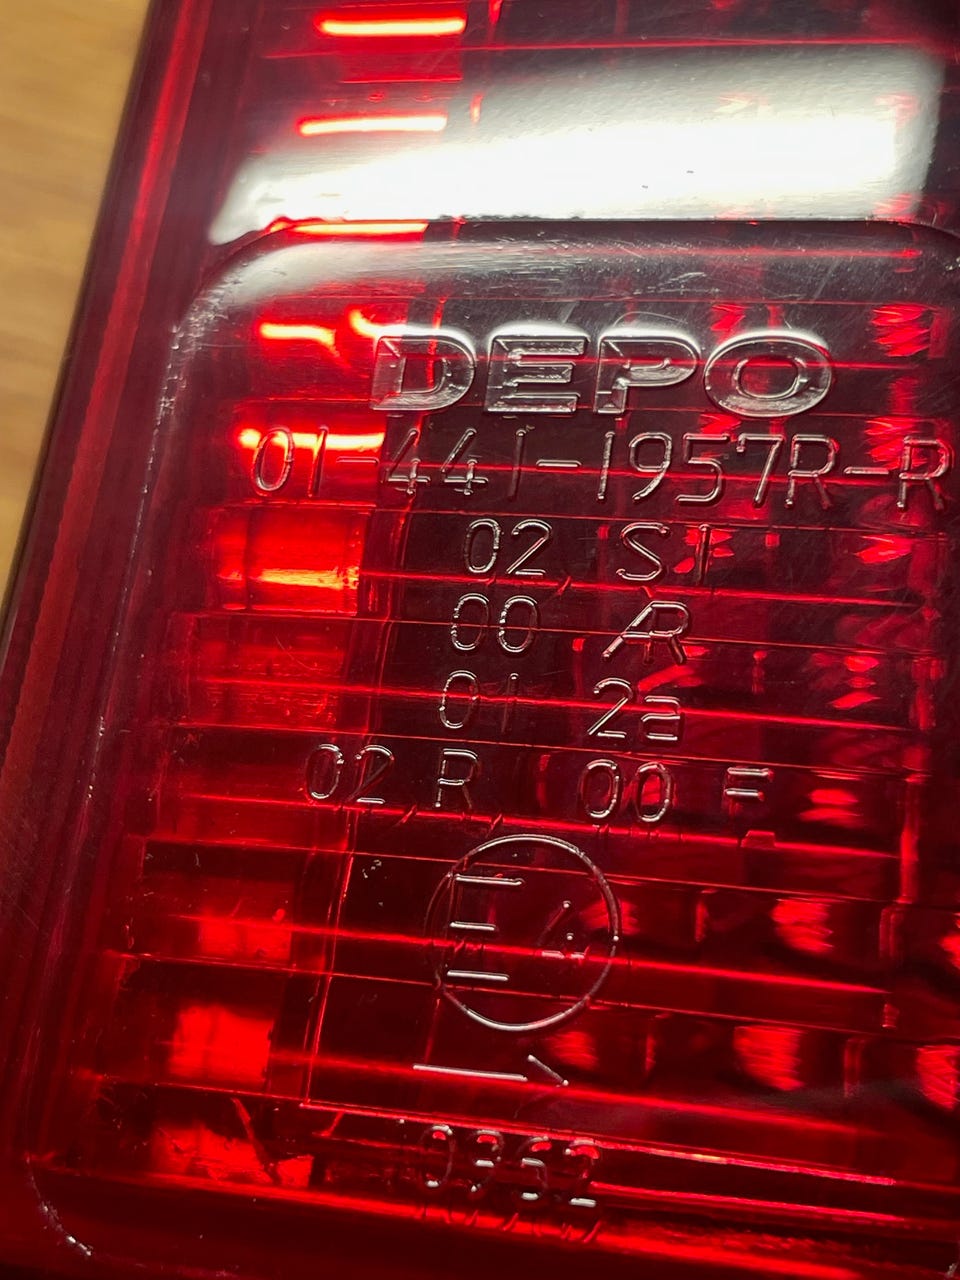 DEPO
01-441-1957R-R
02 S1
00 AR
01 2a
02 R 00 F
E4
→
0362